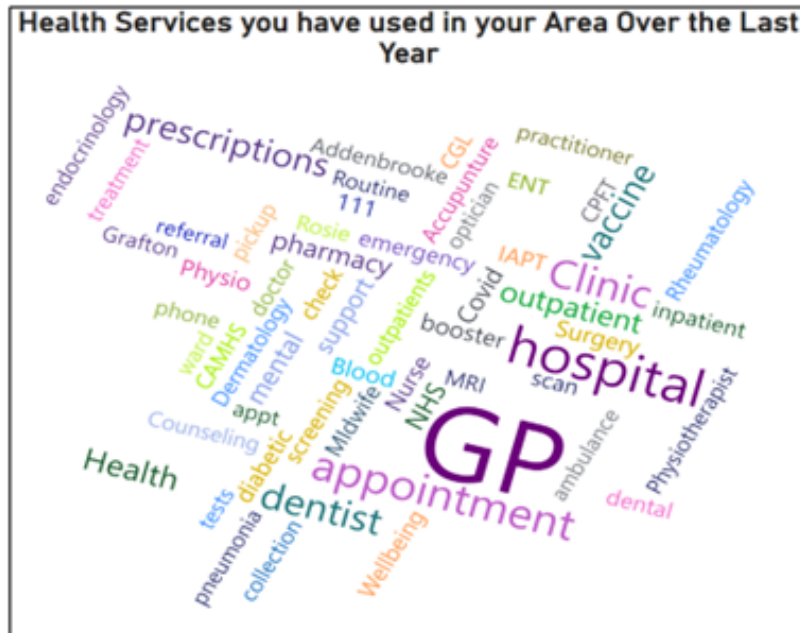 Health Services you have used in your Area Over the Last
Year
endocrinology
prescriptions
treatment
Addenbrooke
CGL
Accupunture
practitioner
Routine
111
optician
ENT
CPFT
vaccine
Rheumatology
Grafton
referral
pickup
Rosie
pharmacy
emergency
IAPT
Clinic
Physio
doctor
check
support
outpatients
Covid
outpatient
inpatient
phone
ward
CAMHS
Dermatology
mental
booster
Surgery
hospital
Blood
Nurse
MRI
scan
NHS
appt
Counseling
screening
MIdwife
GP
ambulance
Physiotherapist
Health
diabetic
appointment
dental
tests
dentist
pneumonia
collection
Wellbeing